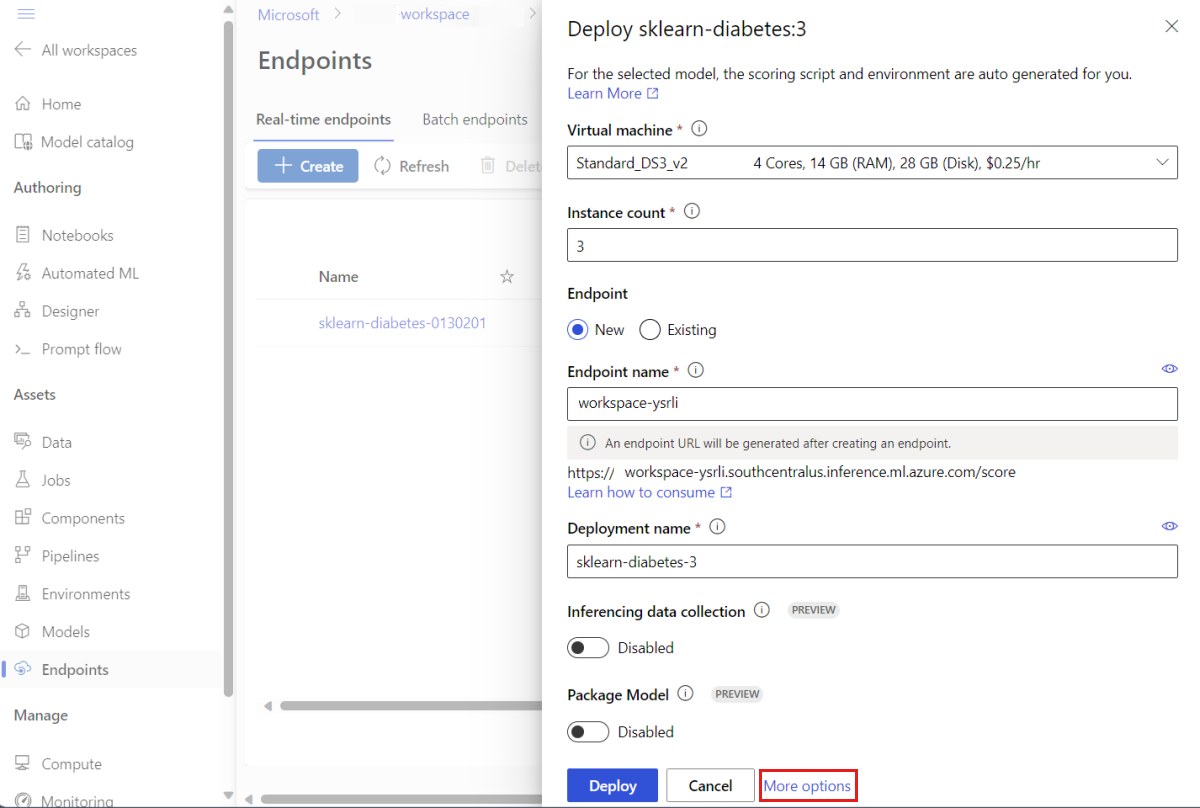 All workspaces
Home
Model catalog
Authoring
Notebooks
Automated ML
Designer
Prompt flow
Assets
Data
Jobs
Components
Pipelines
Environments
Models
Endpoints
Manage
Compute
Monitoring
Microsoft > workspace >
Endpoints
Real-time endpoints Batch endpoints
Create Refresh Delet
Name
sklearn-diabetes-0130201
Deploy sklearn-diabetes:3
For the selected model, the scoring script and environment are auto generated for you.
Learn More
Virtual machine *
Standard_DS3_v2 4 Cores, 14 GB (RAM), 28 GB (Disk), $0.25/hr
Instance count *
3
Endpoint
New Existing
Endpoint name *
workspace-ysrli
An endpoint URL will be generated after creating an endpoint.
https:// workspace-ysrli.southcentralus.inference.ml.azure.com/score
Learn how to consume
Deployment name *
sklearn-diabetes-3
Inferencing data collection PREVIEW
Disabled
Package Model PREVIEW
Disabled
Deploy Cancel More options